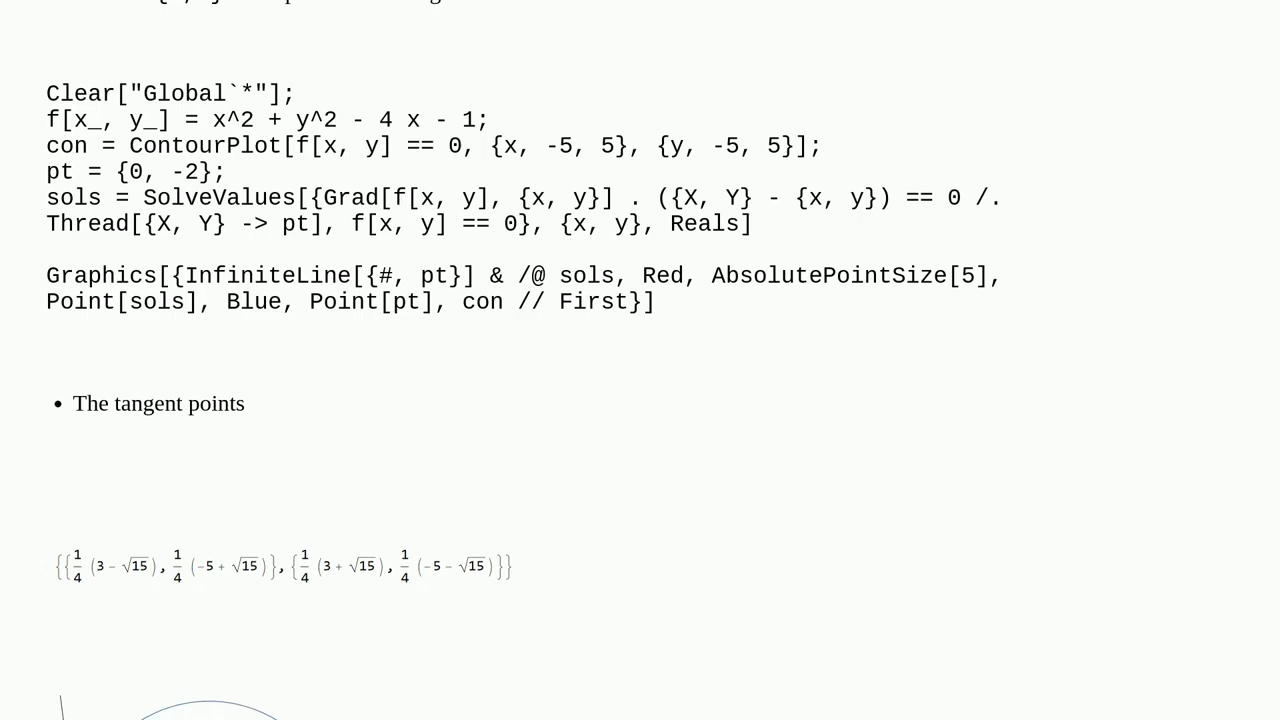 Clear["Global`*"];
f[x_, y_] = x^2 + y^2 - 4 x - 1;
con = ContourPlot[f[x, y] == 0, {x, -5, 5}, {y, -5, 5}];
pt = {0, -2};
sols = SolveValues[{Grad[f[x, y], {x, y}] . ({X, Y} - {x, y}) == 0 /.
Thread[{X, Y} -> pt], f[x, y] == 0}, {x, y}, Reals]
Graphics[{InfiniteLine[{#, pt}] & /@ sols, Red, AbsolutePointSize[5],
Point[sols], Blue, Point[pt], con // First}]
• The tangent points
{{1/4 (3 - √15), 1/4 (-5 + √15)}, {1/4 (3 + √15), 1/4 (-5 - √15)}}